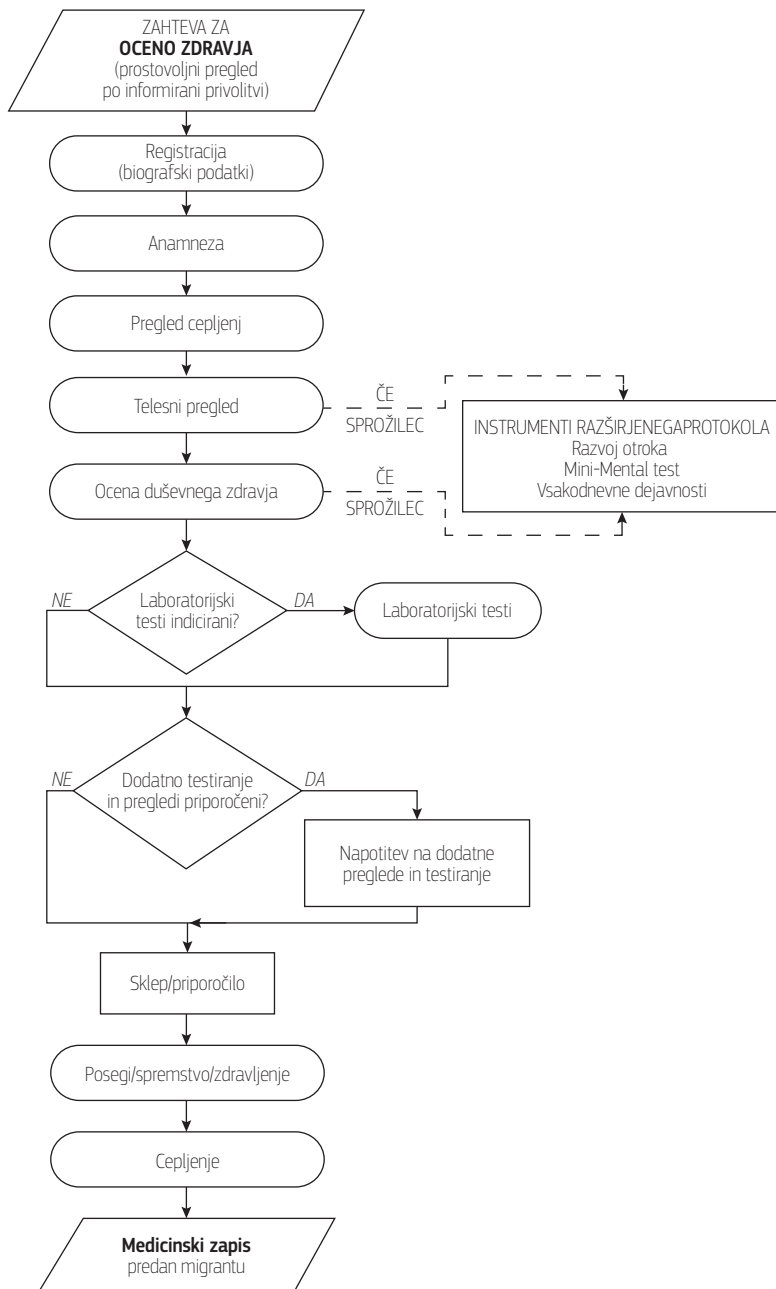 ZAHTEVA ZA
OCENO ZDRAVJA
(prostovoljni pregled
po informirani privolitvi)
Registracija
(biografski podatki)
Anamneza
Pregled cepljenj
Telesni pregled
ČE
SPROŽILEC
INSTRUMENTI RAZŠIRJENEGAPROTOKOLA
Razvoj otroka
Mini-Mental test
Vsakodnevne dejavnosti
Ocena duševnega zdravja
ČE
SPROŽILEC
NE
Laboratorijski
testi indicirani?
DA
Laboratorijski testi
NE
Dodatno testiranje
in pregledi priporočeni?
DA
Napotitev na dodatne
preglede in testiranje
Sklep/priporočilo
Posegi/spremstvo/zdravljenje
Cepljenje
Medicinski zapis
predan migrantu